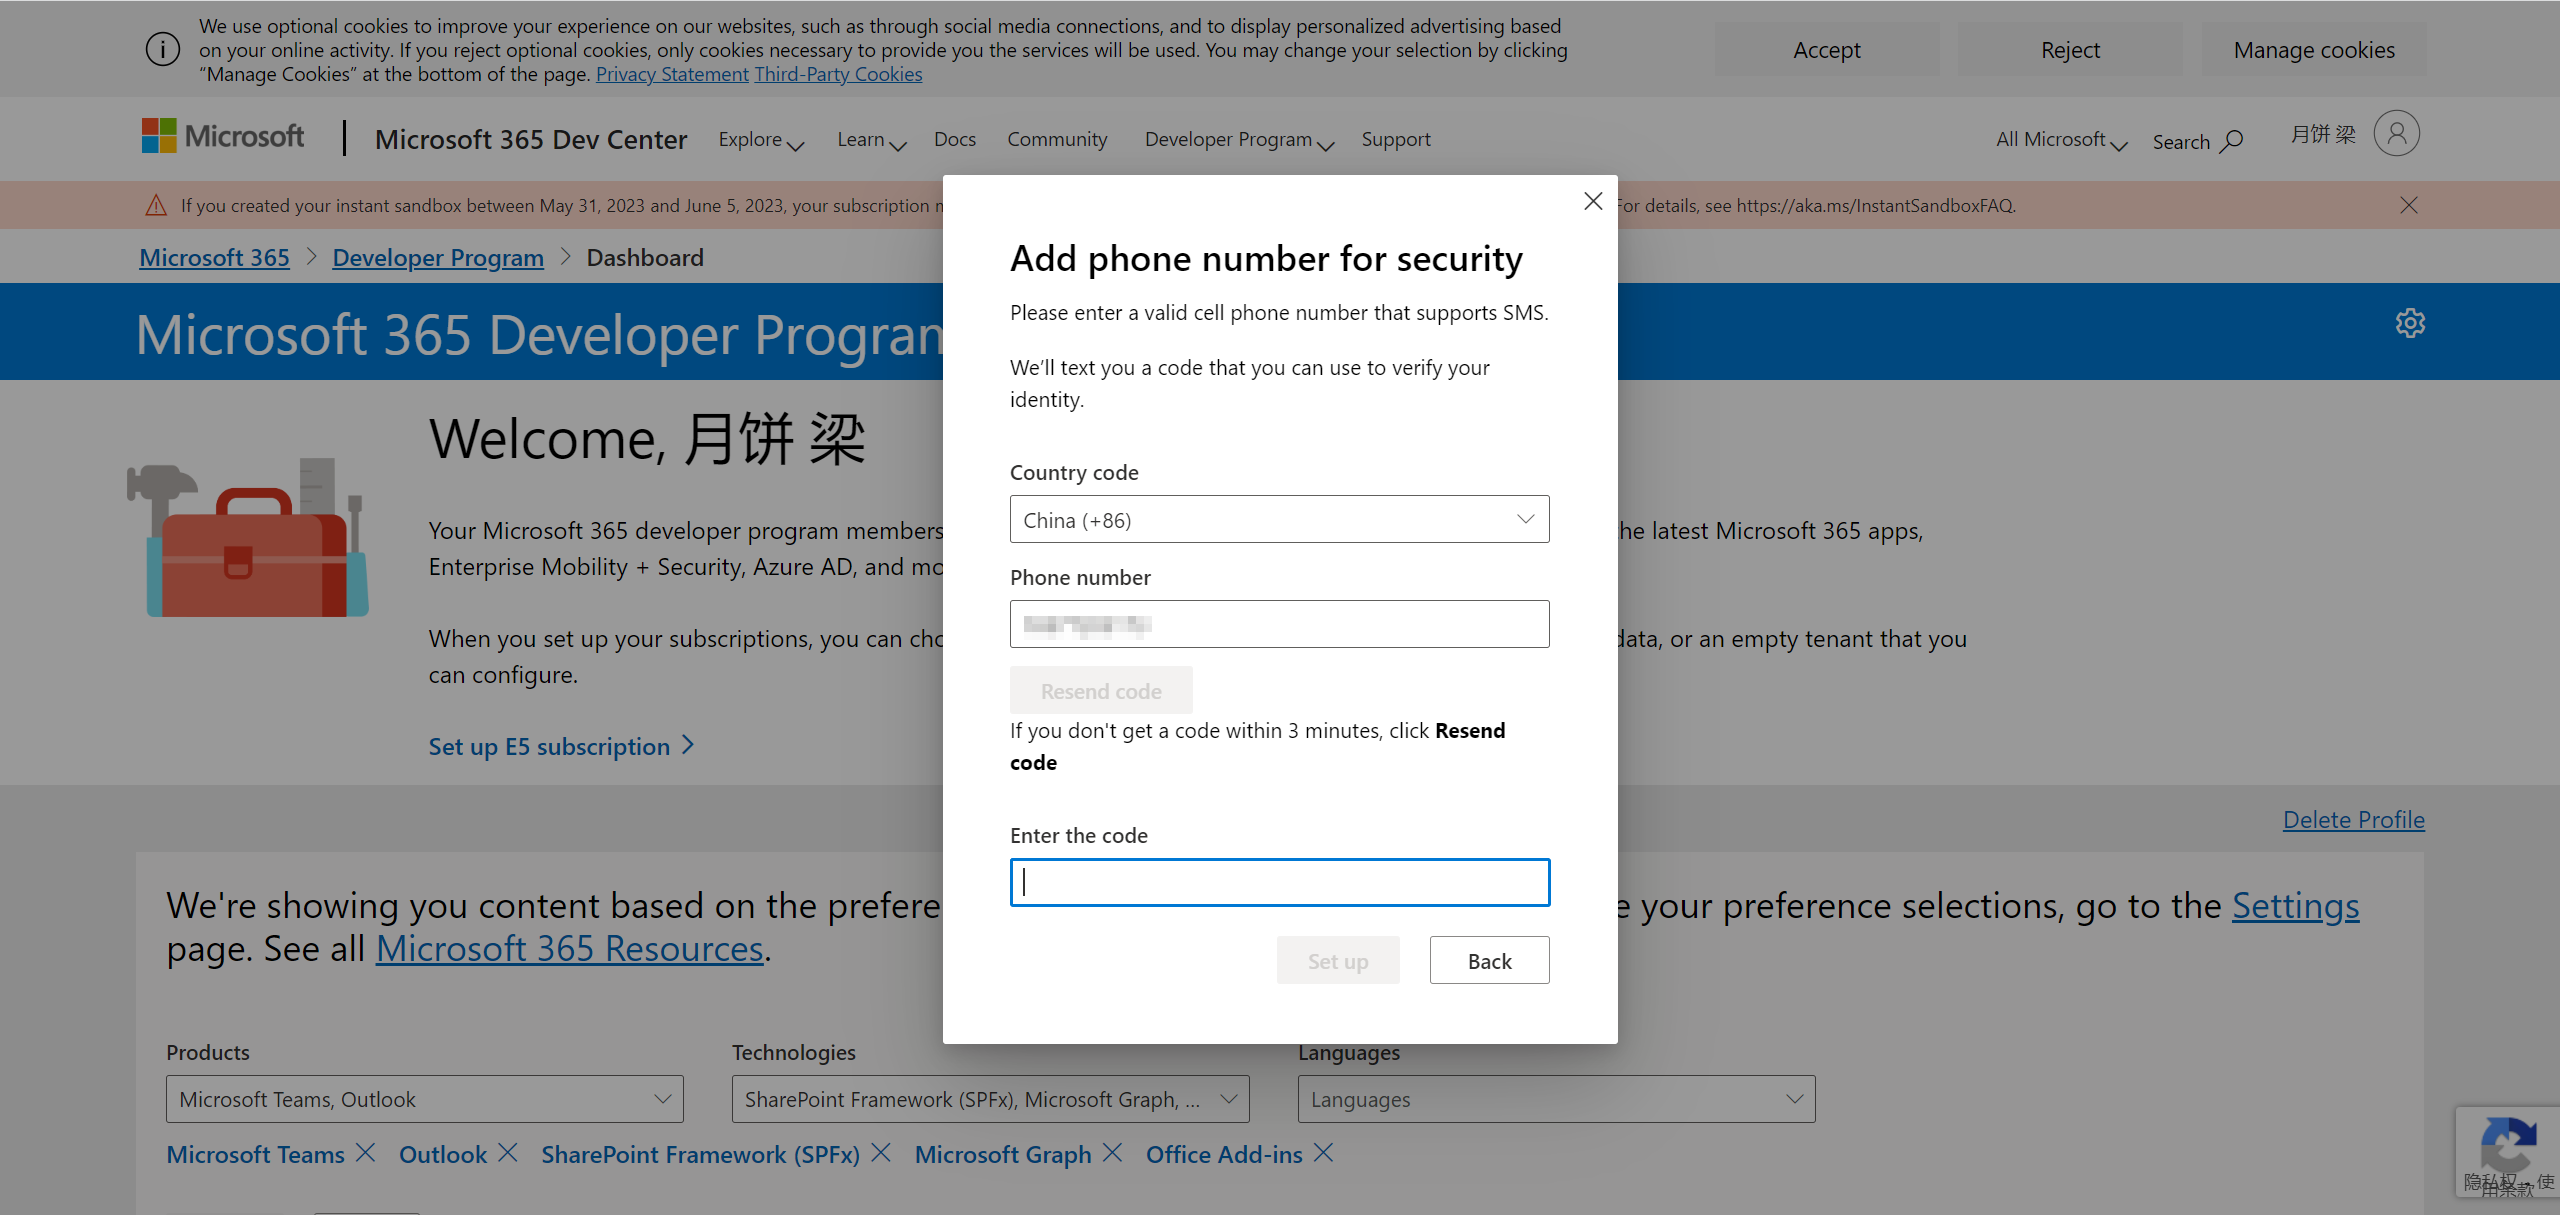 We use optional cookies to improve your experience on our websites, such as through social media connections, and to display personalized advertising based
on your online activity. If you reject optional cookies, only cookies necessary to provide you the services will be used. You may change your selection by clicking
“Manage Cookies” at the bottom of the page. Privacy Statement Third-Party Cookies
Accept
Reject
Manage cookies
Microsoft
Microsoft 365 Dev Center
Explore
Learn
Docs
Community
Developer Program
Support
All Microsoft
Search
月饼 梁
If you created your instant sandbox between May 31, 2023 and June 5, 2023, your subscription
For details, see https://aka.ms/InstantSandboxFAQ.
Microsoft 365 > Developer Program > Dashboard
Microsoft 365 Developer Program
Welcome, 月饼 梁
Your Microsoft 365 developer program
the latest Microsoft 365 apps,
Enterprise Mobility + Security, Azure AD, and
When you set up your subscriptions, you can
data, or an empty tenant that you
can configure.
Set up E5 subscription
Delete Profile
We're showing you content based on the
your preference selections, go to the Settings
page. See all Microsoft 365 Resources.
Products
Technologies
Languages
Microsoft Teams, Outlook
SharePoint Framework (SPFx), Microsoft Graph, ...
Languages
Microsoft Teams
Outlook
SharePoint Framework (SPFx)
Microsoft Graph
Office Add-ins
Add phone number for security
Please enter a valid cell phone number that supports SMS.
We’ll text you a code that you can use to verify your
identity.
Country code
China (+86)
Phone number
Resend code
If you don't get a code within 3 minutes, click Resend
code
Enter the code
Set up
Back
隐私权 - 使
用条款